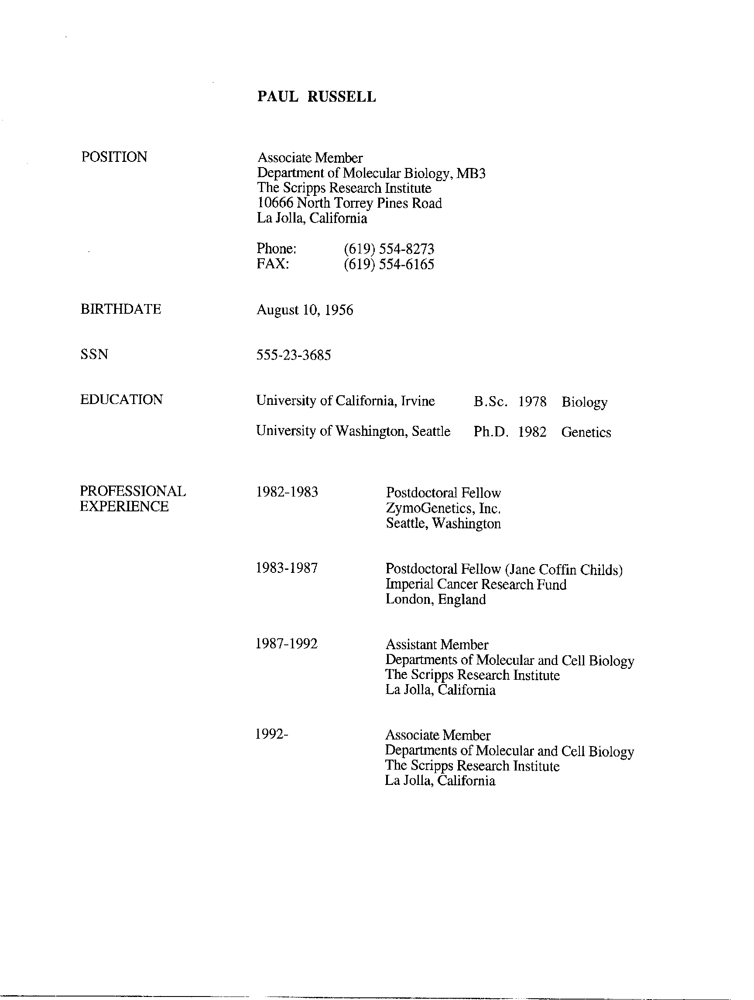 PAUL RUSSELL
POSITION
Associate Member
Department of Molecular Biology, MB3
The Scripps Research Institute
10666 North Torrey Pines Road
La Jolla, California
Phone: (619) 554-8273
FAX: (619) 554-6165
BIRTHDATE August 10, 1956
SSN 555-23-3685
EDUCATION University of California, Irvine B.Sc. 1978 Biology
University of Washington, Seattle Ph.D. 1982 Genetics
PROFESSIONAL
EXPERIENCE
1982-1983 Postdoctoral Fellow
ZymoGenetics, Inc.
Seattle, Washington
1983-1987 Postdoctoral Fellow (Jane Coffin Childs)
Imperial Cancer Research Fund
London, England
1987-1992 Assistant Member
Departments of Molecular and Cell Biology
The Scripps Research Institute
La Jolla, California
1992- Associate Member
Departments of Molecular and Cell Biology
The Scripps Research Institute
La Jolla, California